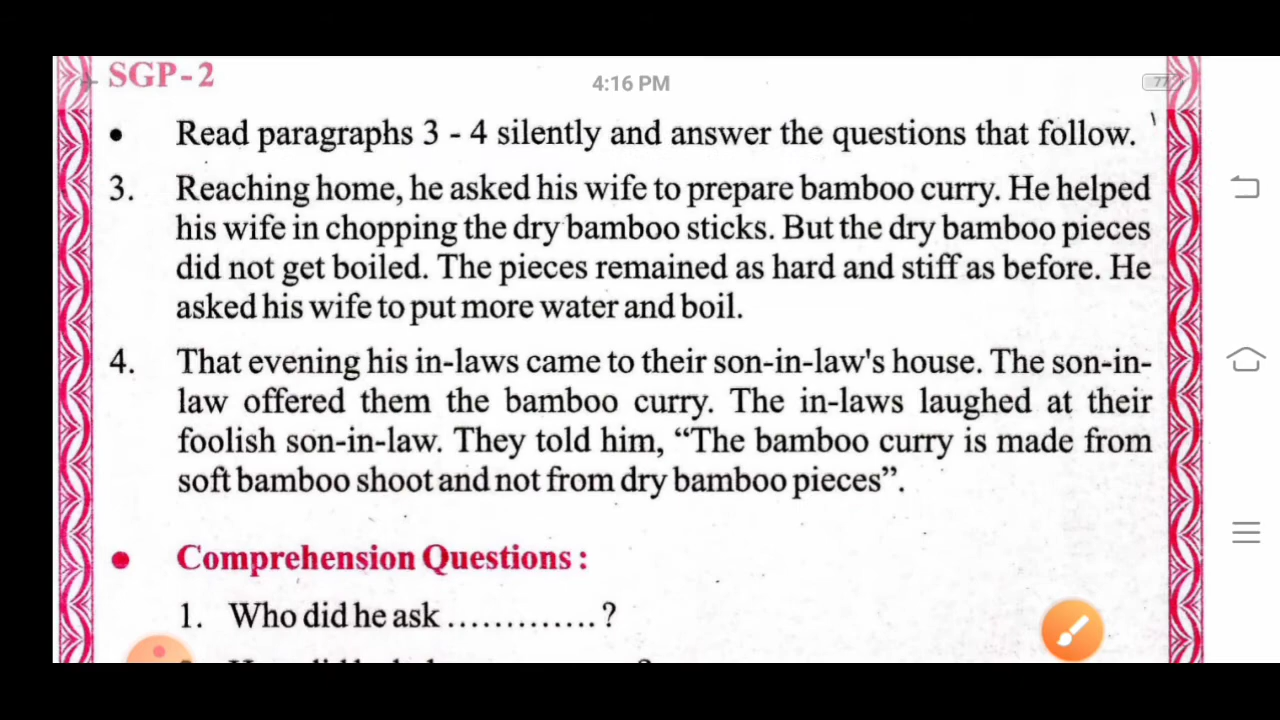 SGP-2
4:16 PM
77
• Read paragraphs 3 - 4 silently and answer the questions that follow.
3. Reaching home, he asked his wife to prepare bamboo curry. He helped
his wife in chopping the dry bamboo sticks. But the dry bamboo pieces
did not get boiled. The pieces remained as hard and stiff as before. He
asked his wife to put more water and boil.
4. That evening his in-laws came to their son-in-law's house. The son-in-
law offered them the bamboo curry. The in-laws laughed at their
foolish son-in-law. They told him, “The bamboo curry is made from
soft bamboo shoot and not from dry bamboo pieces”.
• Comprehension Questions :
1. Who did he ask .............?